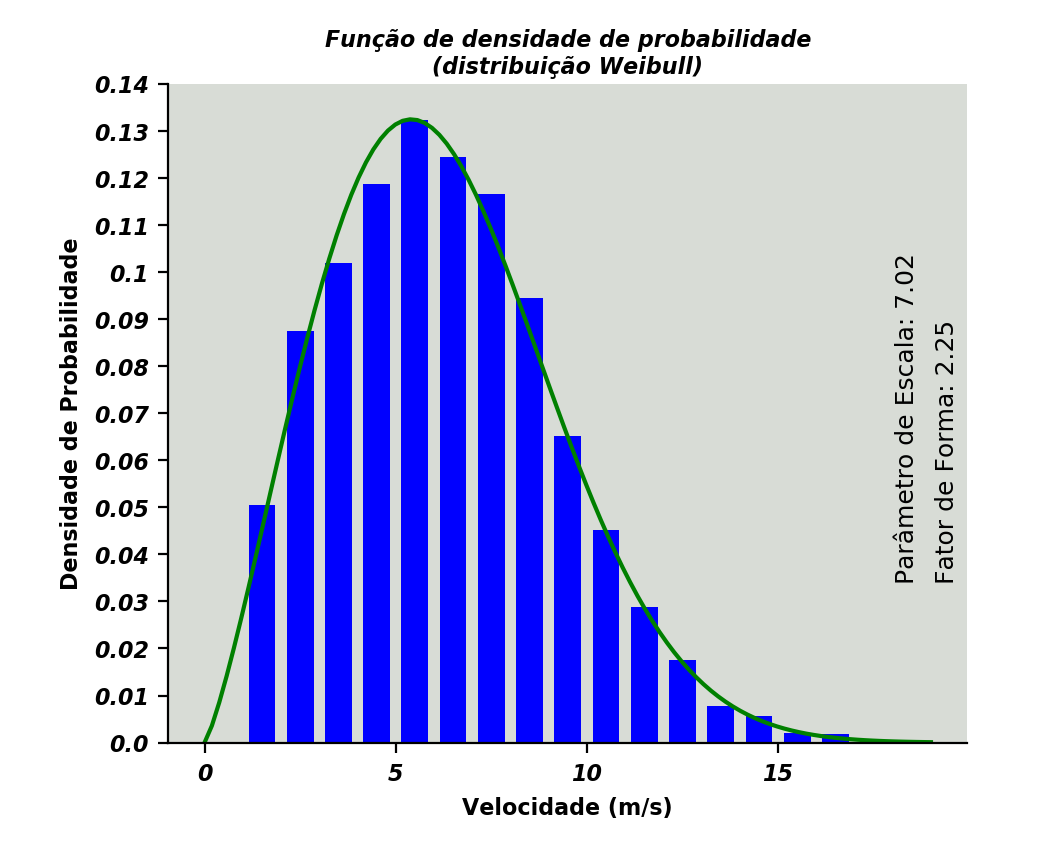 Função de densidade de probabilidade
(distribuição Weibull)
0.14
0.13
0.12
0.11
0.1
0.09
0.08
0.07
0.06
0.05
0.04
0.03
0.02
0.01
0.0
Densidade de Probabilidade
Parâmetro de Escala: 7.02
Fator de Forma: 2.25
0 5 10 15
Velocidade (m/s)